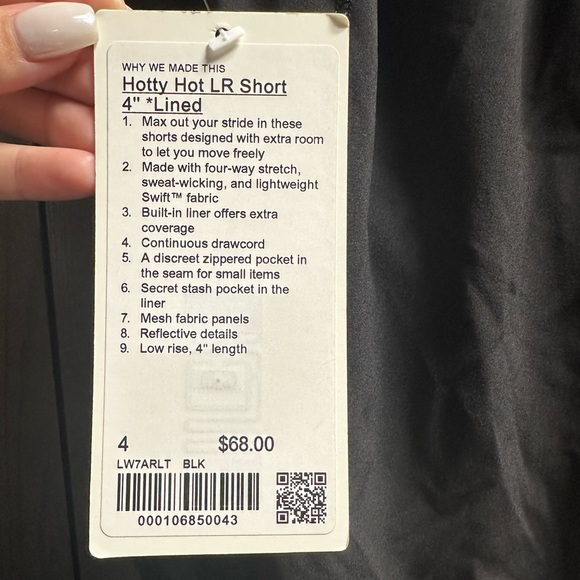 WHY WE MADE THIS
Hotty Hot LR Short
4" *Lined
1. Max out your stride in these
shorts designed with extra room
to let you move freely
2. Made with four-way stretch,
sweat-wicking, and lightweight
Swift™ fabric
3. Built-in liner offers extra
coverage
4. Continuous drawcord
5. A discreet zippered pocket in
the seam for small items
6. Secret stash pocket in the
liner
7. Mesh fabric panels
8. Reflective details
9. Low rise, 4" length
4 $68.00
LW7ARLT BLK
000106850043